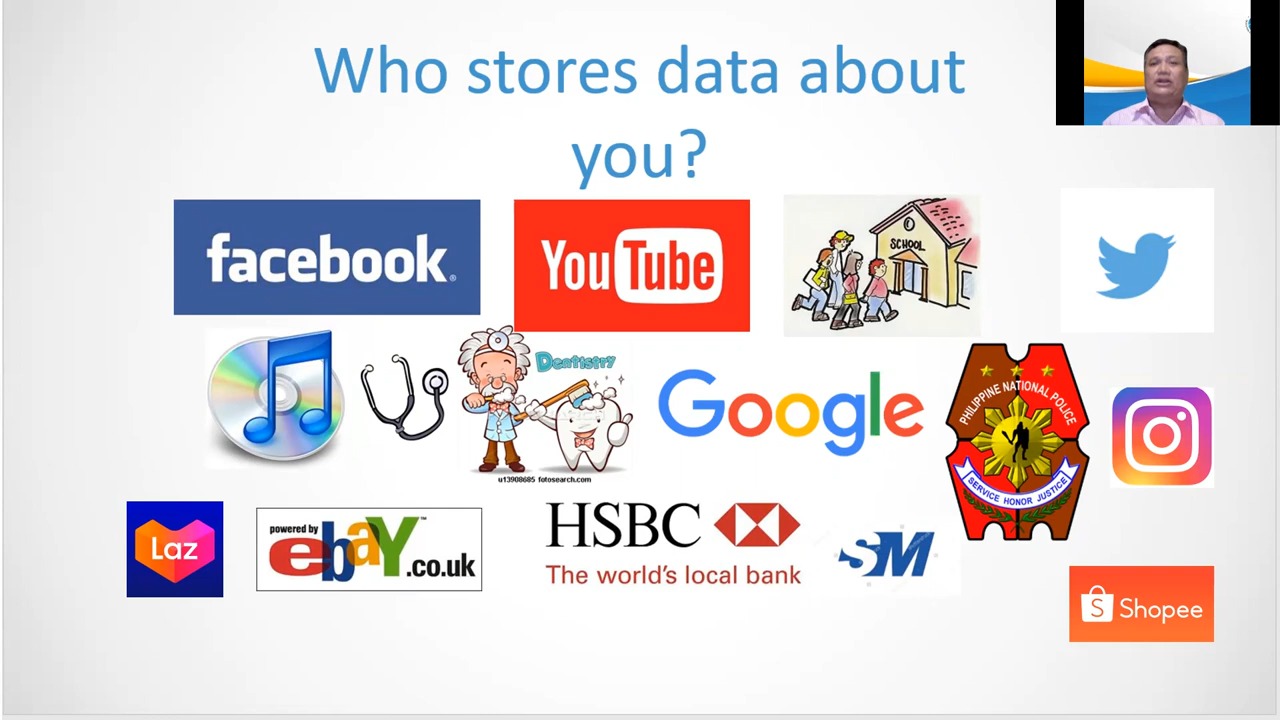 Who stores data about
you?
facebook®
YouTube
SCHOOL
Dentistry
u13908685 fotosearch.com
Google
PHILIPPINE NATIONAL POLICE
SERVICE HONOR JUSTICE
Laz
powered by
ebaY™.co.uk
HSBC
The world's local bank
SM
Shopee